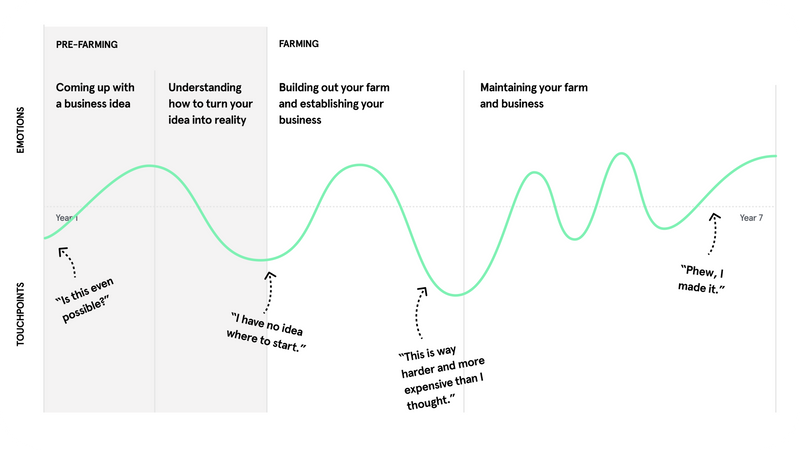 PRE-FARMING
FARMING
Coming up with
a business idea
Understanding
how to turn your
idea into reality
Building out your farm
and establishing your
business
Maintaining your farm
and business
EMOTIONS
Year 1
Year 7
TOUCHPOINTS
“Is this even
possible?”
“I have no idea
where to start.”
“This is way
harder and more
expensive than I
thought.”
“Phew, I
made it.”